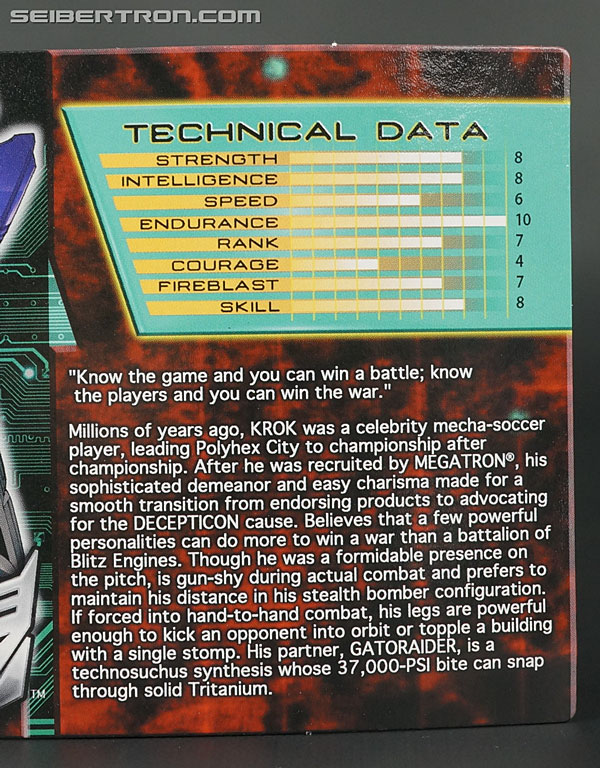 SEIBERTRON.COM
TECHNICAL DATA
STRENGTH 8
INTELLIGENCE 8
SPEED 6
ENDURANCE 10
RANK 7
COURAGE 4
FIREBLAST 7
SKILL 8
"Know the game and you can win a battle; know
the players and you can win the war."
Millions of years ago, KROK was a celebrity mecha-soccer
player, leading Polyhex City to championship after
championship. After he was recruited by MEGATRON®, his
sophisticated demeanor and easy charisma made for a
smooth transition from endorsing products to advocating
for the DECEPTICON cause. Believes that a few powerful
personalities can do more to win a war than a battalion of
Blitz Engines. Though he was a formidable presence on
the pitch, is gun-shy during actual combat and prefers to
maintain his distance in his stealth bomber configuration.
If forced into hand-to-hand combat, his legs are powerful
enough to kick an opponent into orbit or topple a building
with a single stomp. His partner, GATORAIDER, is a
technosuchus synthesis whose 37,000-PSI bite can snap
through solid Tritanium.
TM